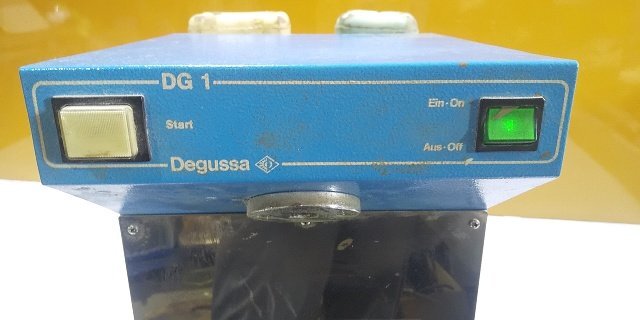 DG 1
Start
Ein-On
Aus-Off
Degussa